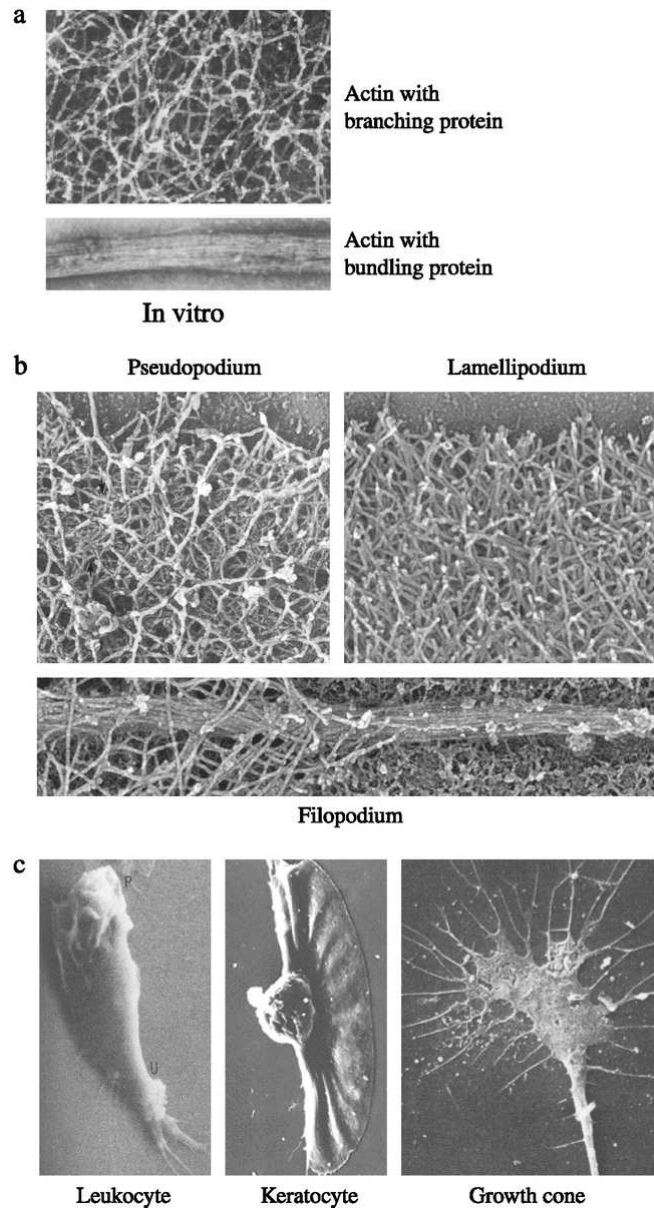 a
Actin with
branching protein
Actin with
bundling protein
In vitro
b
Pseudopodium
Lamellipodium
Filopodium
c
P
U
Leukocyte
Keratocyte
Growth cone